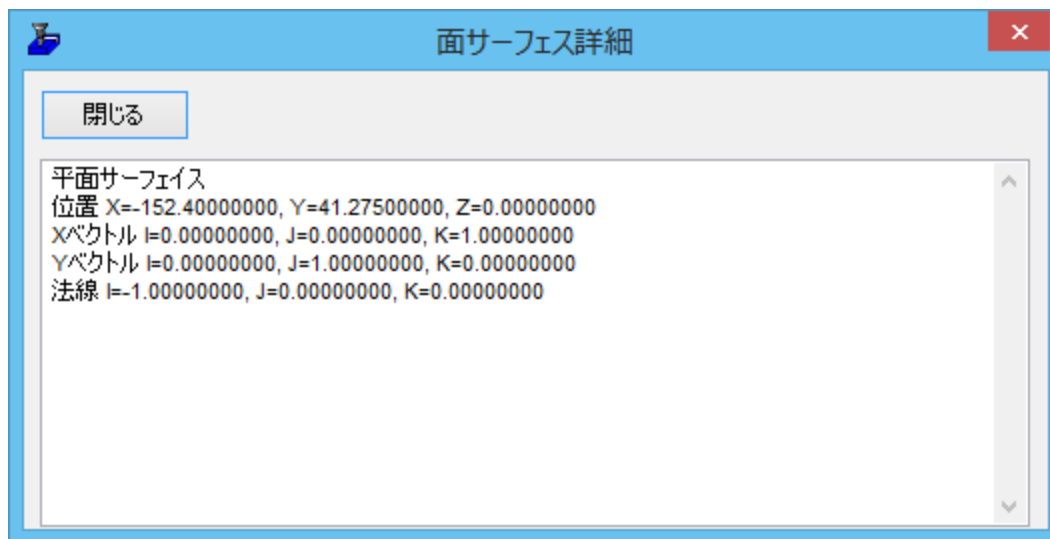 面サーフェス詳細
閉じる
平面サーフェイス
位置 X=-152.40000000, Y=41.27500000, Z=0.00000000
Xベクトル I=0.00000000, J=0.00000000, K=1.00000000
Yベクトル I=0.00000000, J=1.00000000, K=0.00000000
法線 I=-1.00000000, J=0.00000000, K=0.00000000